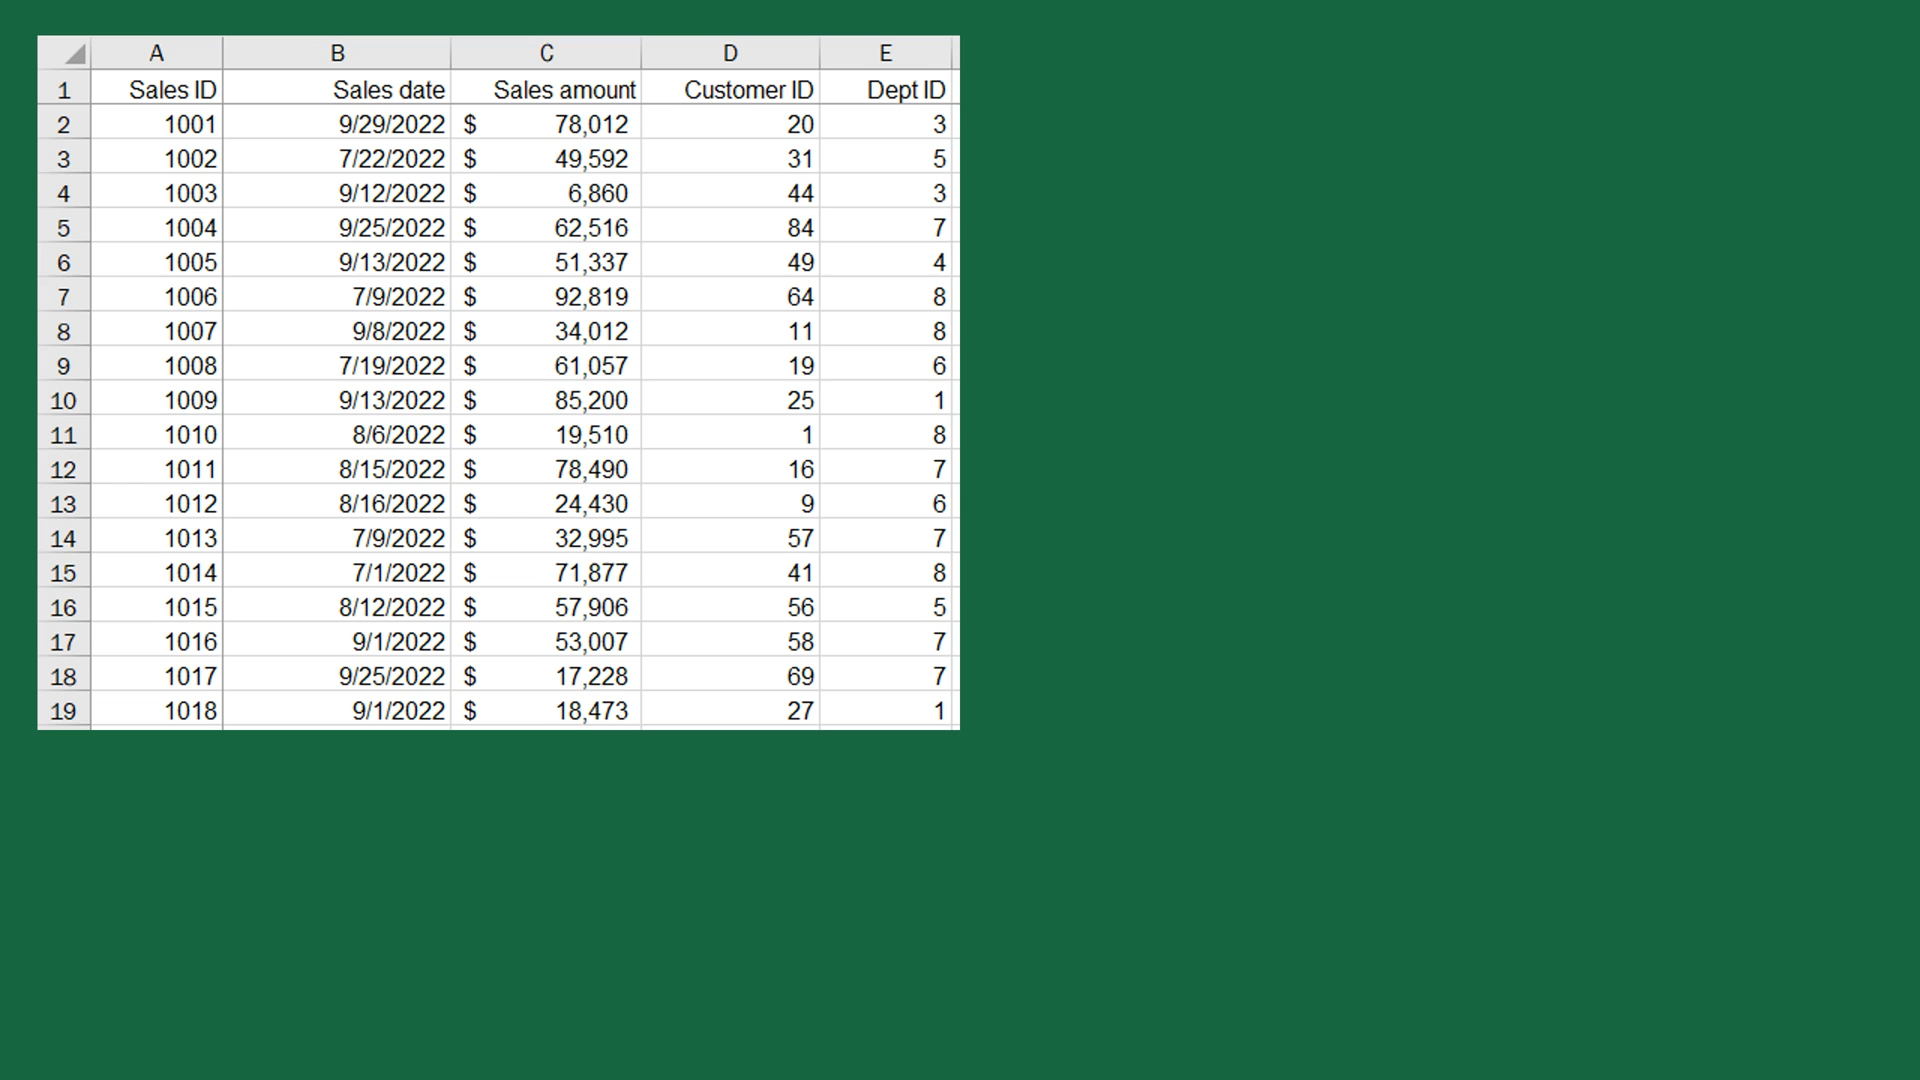 A B C D E
1 Sales ID Sales date Sales amount Customer ID Dept ID
2 1001 9/29/2022 $ 78,012 20 3
3 1002 7/22/2022 $ 49,592 31 5
4 1003 9/12/2022 $ 6,860 44 3
5 1004 9/25/2022 $ 62,516 84 7
6 1005 9/13/2022 $ 51,337 49 4
7 1006 7/9/2022 $ 92,819 64 8
8 1007 9/8/2022 $ 34,012 11 8
9 1008 7/19/2022 $ 61,057 19 6
10 1009 9/13/2022 $ 85,200 25 1
11 1010 8/6/2022 $ 19,510 1 8
12 1011 8/15/2022 $ 78,490 16 7
13 1012 8/16/2022 $ 24,430 9 6
14 1013 7/9/2022 $ 32,995 57 7
15 1014 7/1/2022 $ 71,877 41 8
16 1015 8/12/2022 $ 57,906 56 5
17 1016 9/1/2022 $ 53,007 58 7
18 1017 9/25/2022 $ 17,228 69 7
19 1018 9/1/2022 $ 18,473 27 1